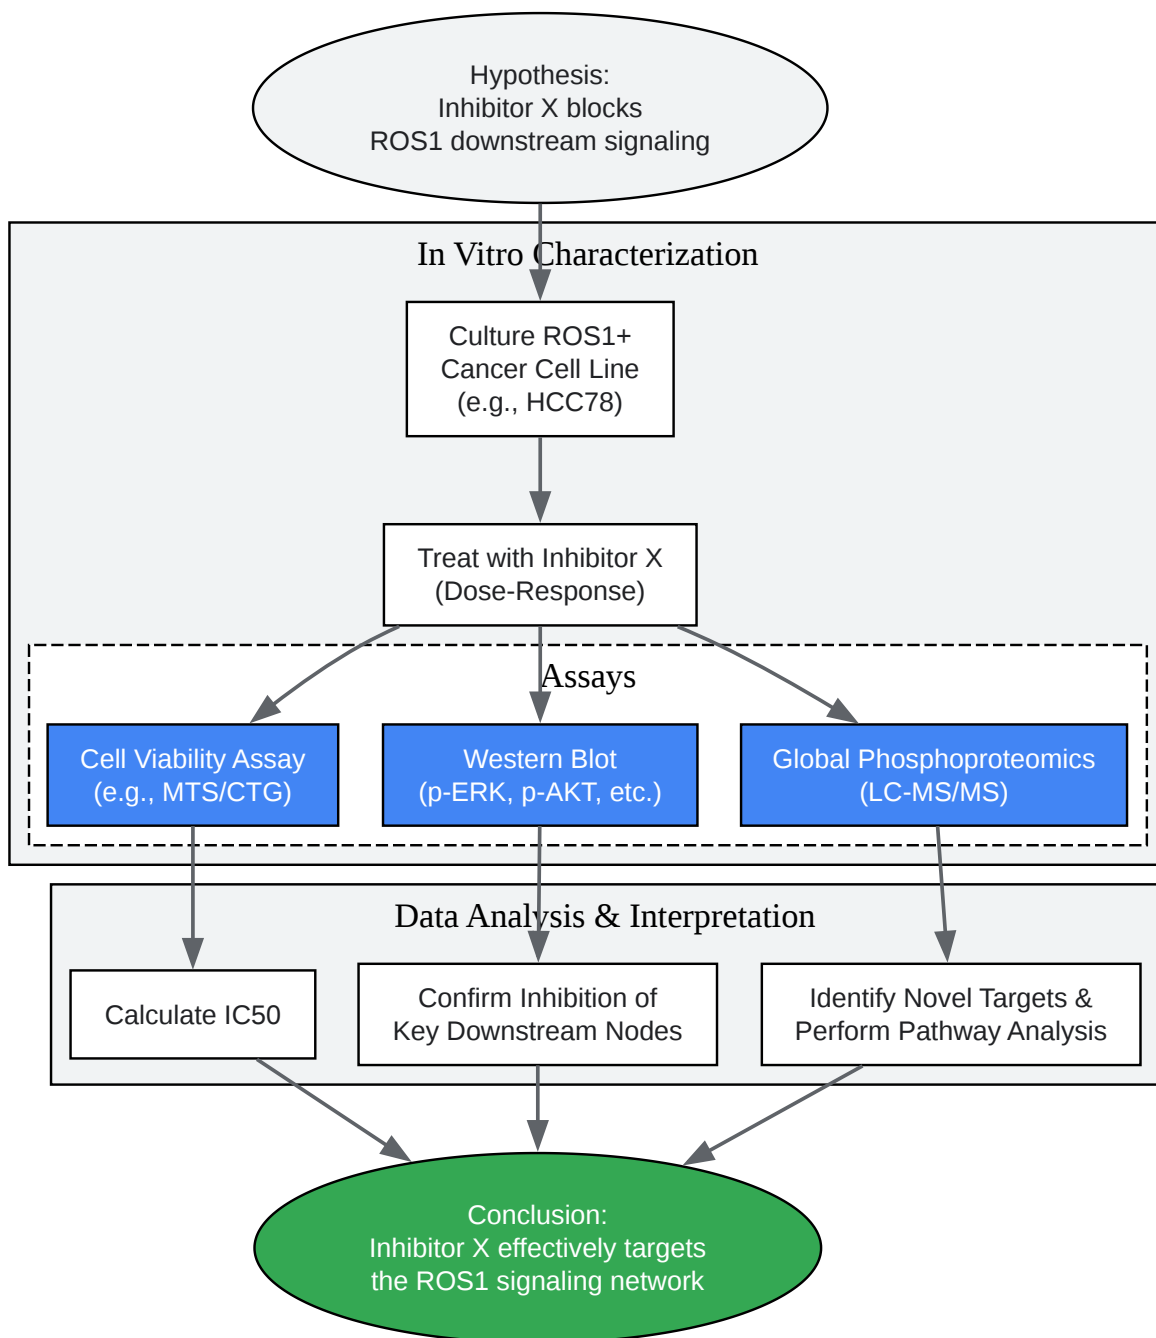 Hypothesis:
Inhibitor X blocks
ROS1 downstream signaling
In Vitro Characterization
Culture ROS1+
Cancer Cell Line
(e.g., HCC78)
Treat with Inhibitor X
(Dose-Response)
Assays
Cell Viability Assay
(e.g., MTS/CTG)
Western Blot
(p-ERK, p-AKT, etc.)
Global Phosphoproteomics
(LC-MS/MS)
Data Analysis & Interpretation
Calculate IC50
Confirm Inhibition of
Key Downstream Nodes
Identify Novel Targets &
Perform Pathway Analysis
Conclusion:
Inhibitor X effectively targets
the ROS1 signaling network